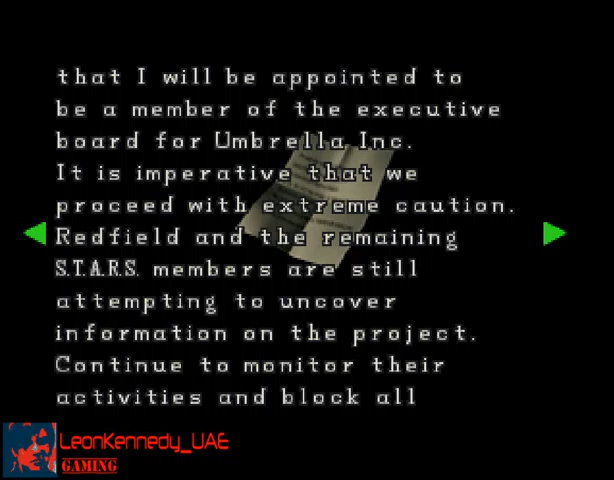 that I will be appointed to
be a member of the executive
board for Umbrella Inc.
It is imperative that we
proceed with extreme caution.
Redfield and the remaining
S.T.A.R.S. members are still
attempting to uncover
information on the project.
Continue to monitor their
activities and block all
LeonKennedy_UAE
GAMING